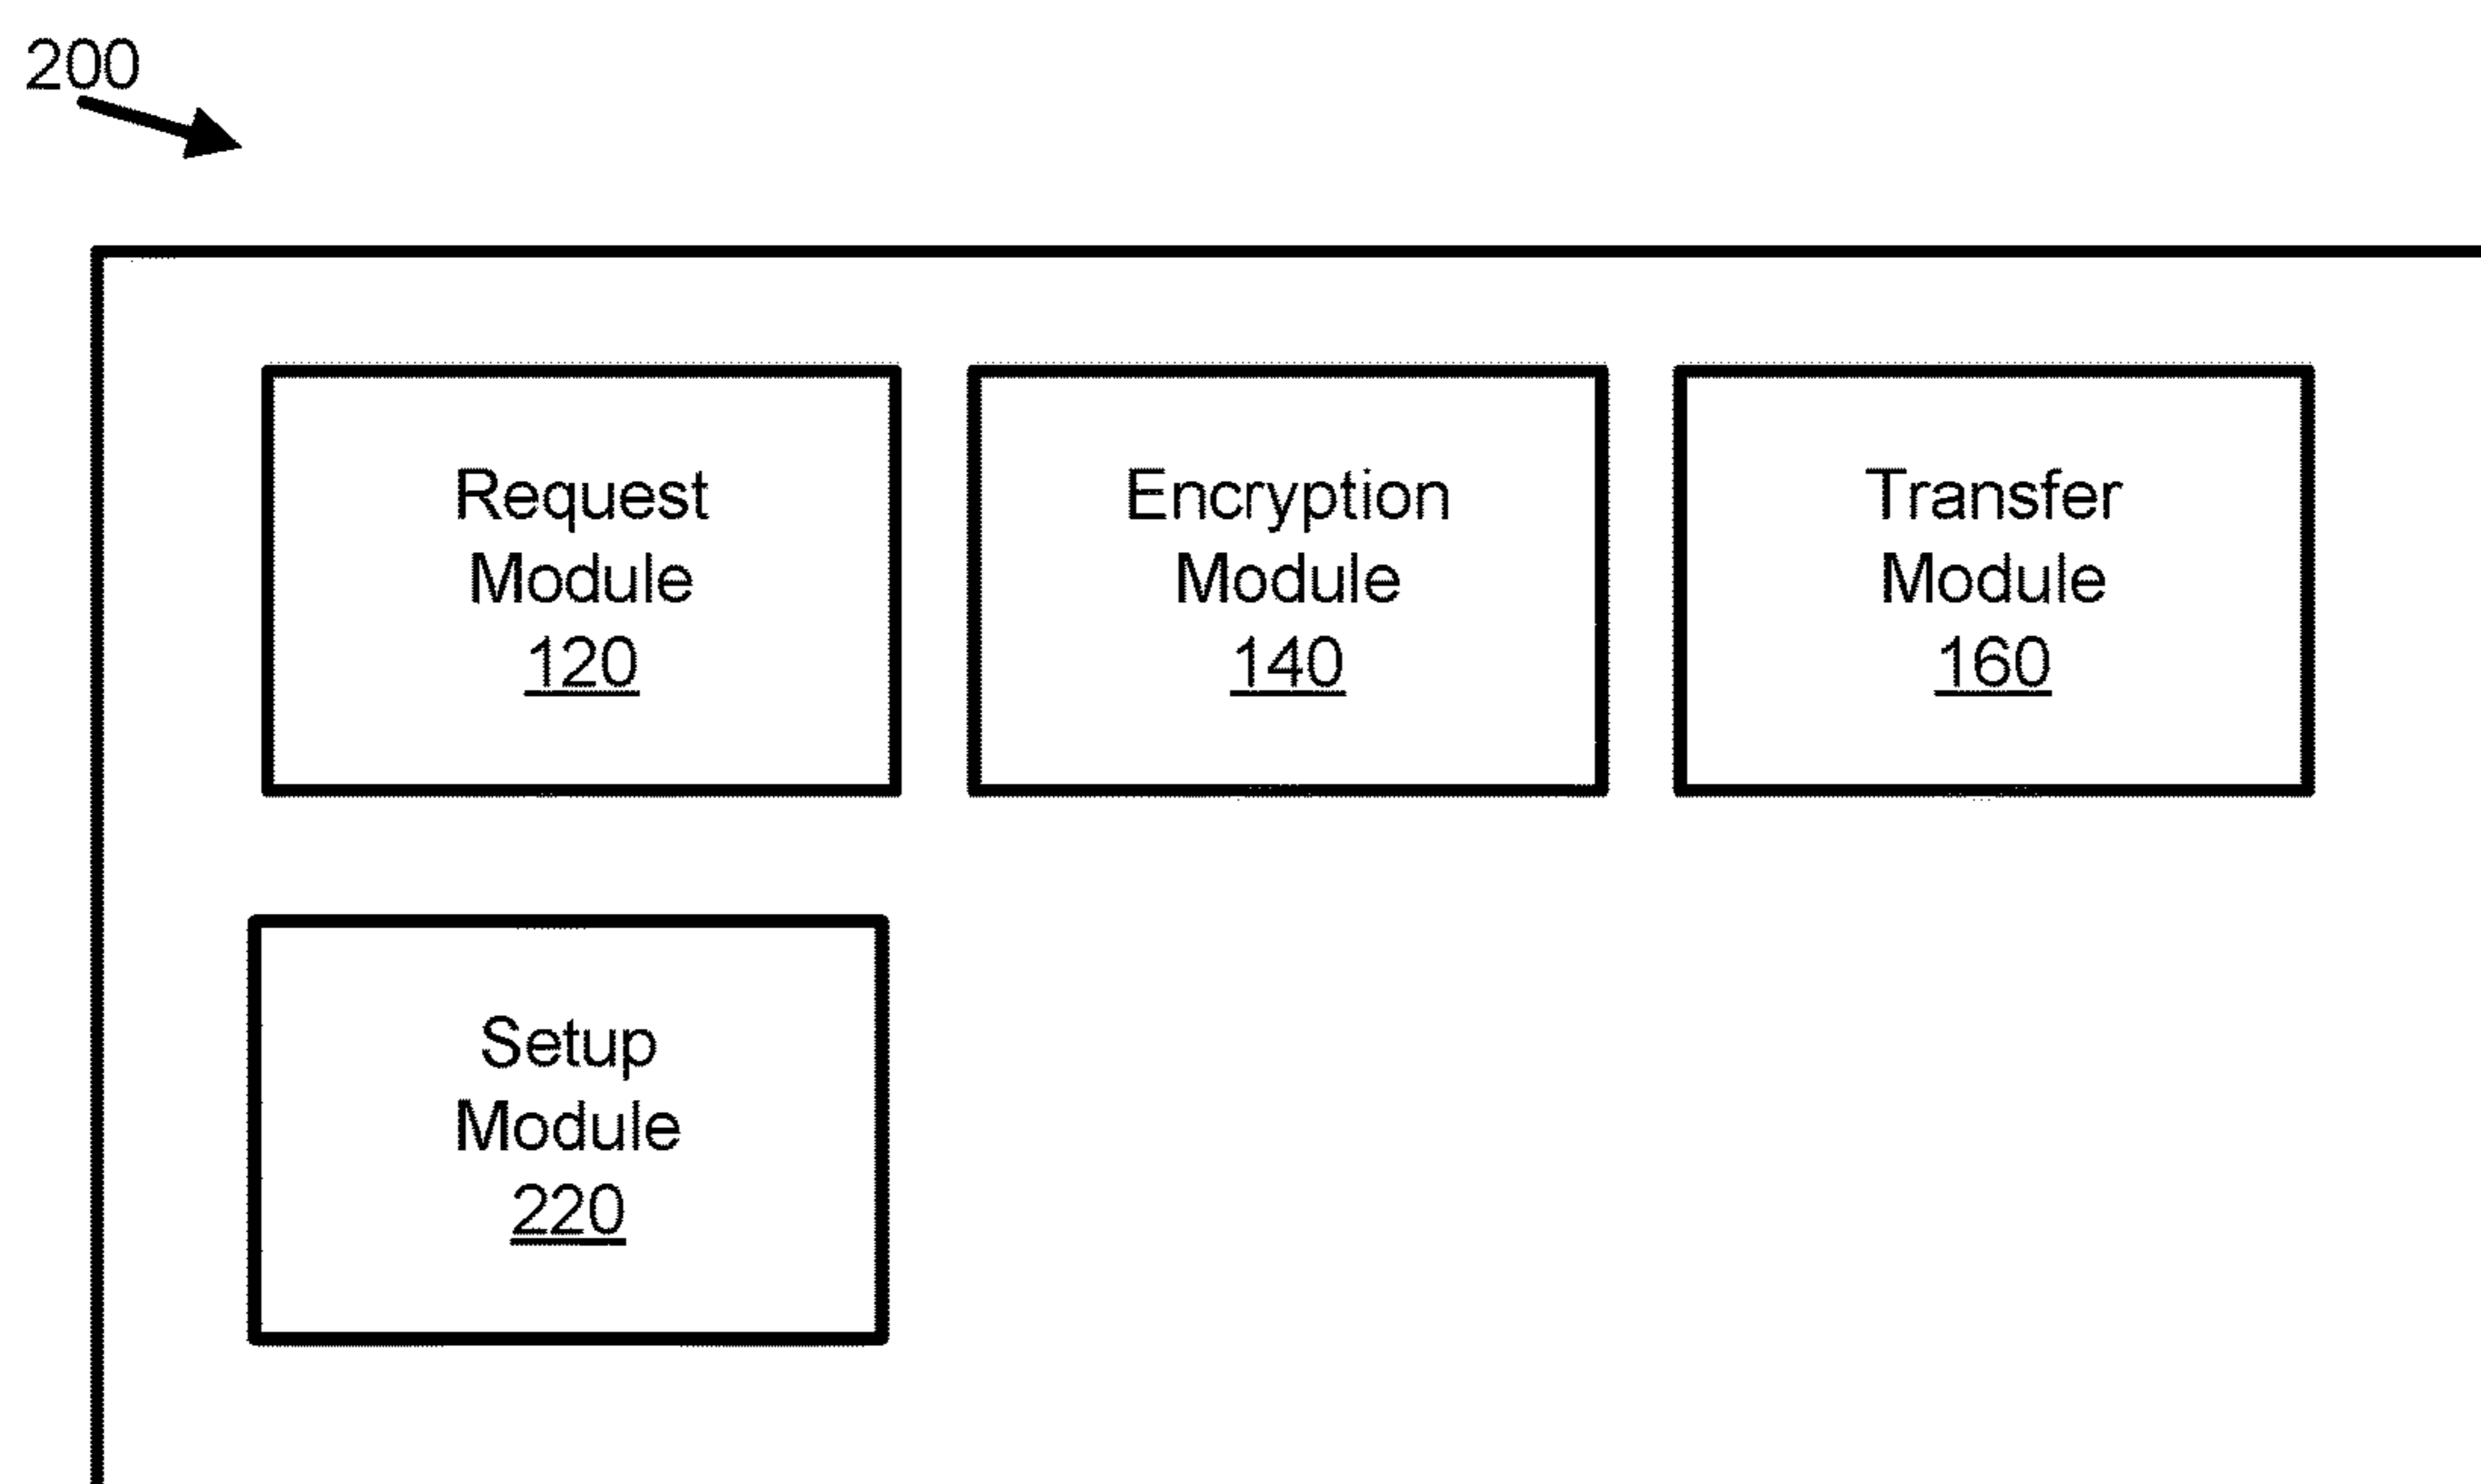 200
Request
Module
120
Encryption
Module
140
Transfer
Module
160
Setup
Module
220